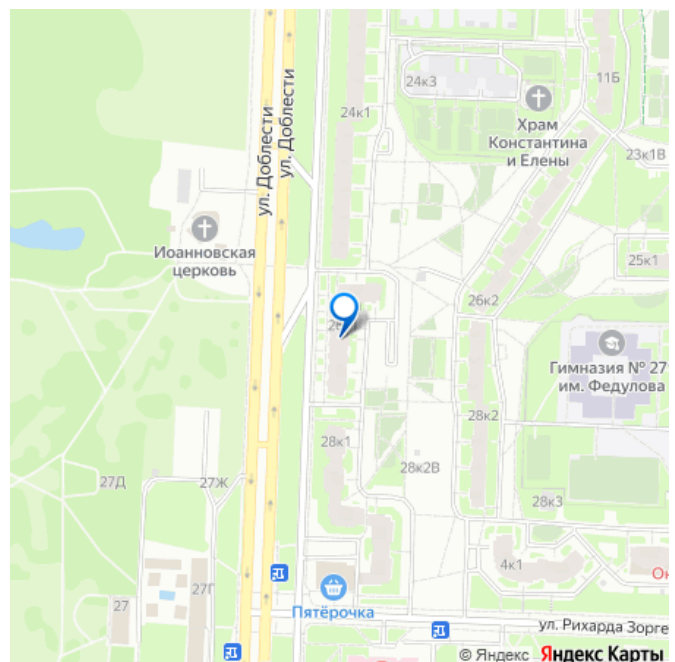 24к3
11Б
24к1
Храм
Константина
и Елены
23к1В
ул. Доблести
ул. Доблести
Иоанновская
церковь
25к1
26к2
Гимназия № 27
им. Федулова
28к2
28к1
28к2В
27Д
27Ж
28к3
4к1
27Г
27
Пятёрочка
ул. Рихарда Зорге
© Яндекс Яндекс Карты